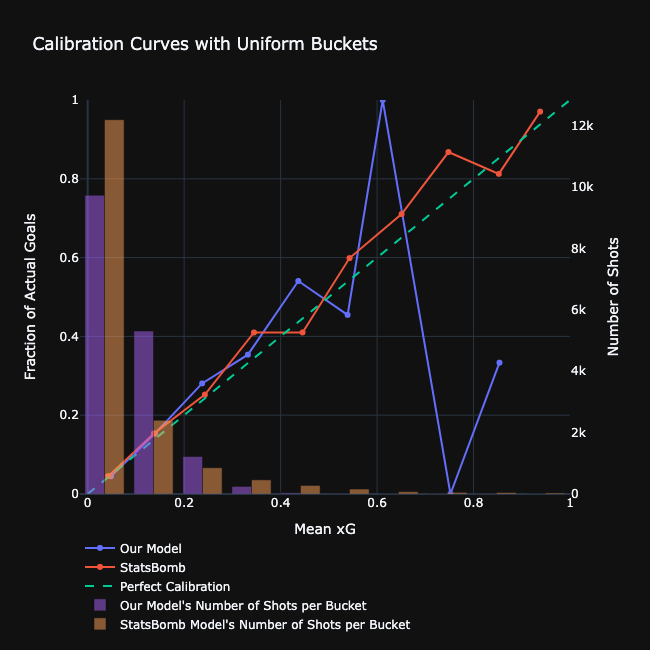 Calibration Curves with Uniform Buckets
1
0.8
0.6
0.4
0.2
0
Fraction of Actual Goals
12k
10k
8k
6k
4k
2k
0
Number of Shots
0 0.2 0.4 0.6 0.8 1
Mean xG
Our Model
StatsBomb
Perfect Calibration
Our Model's Number of Shots per Bucket
StatsBomb Model's Number of Shots per Bucket